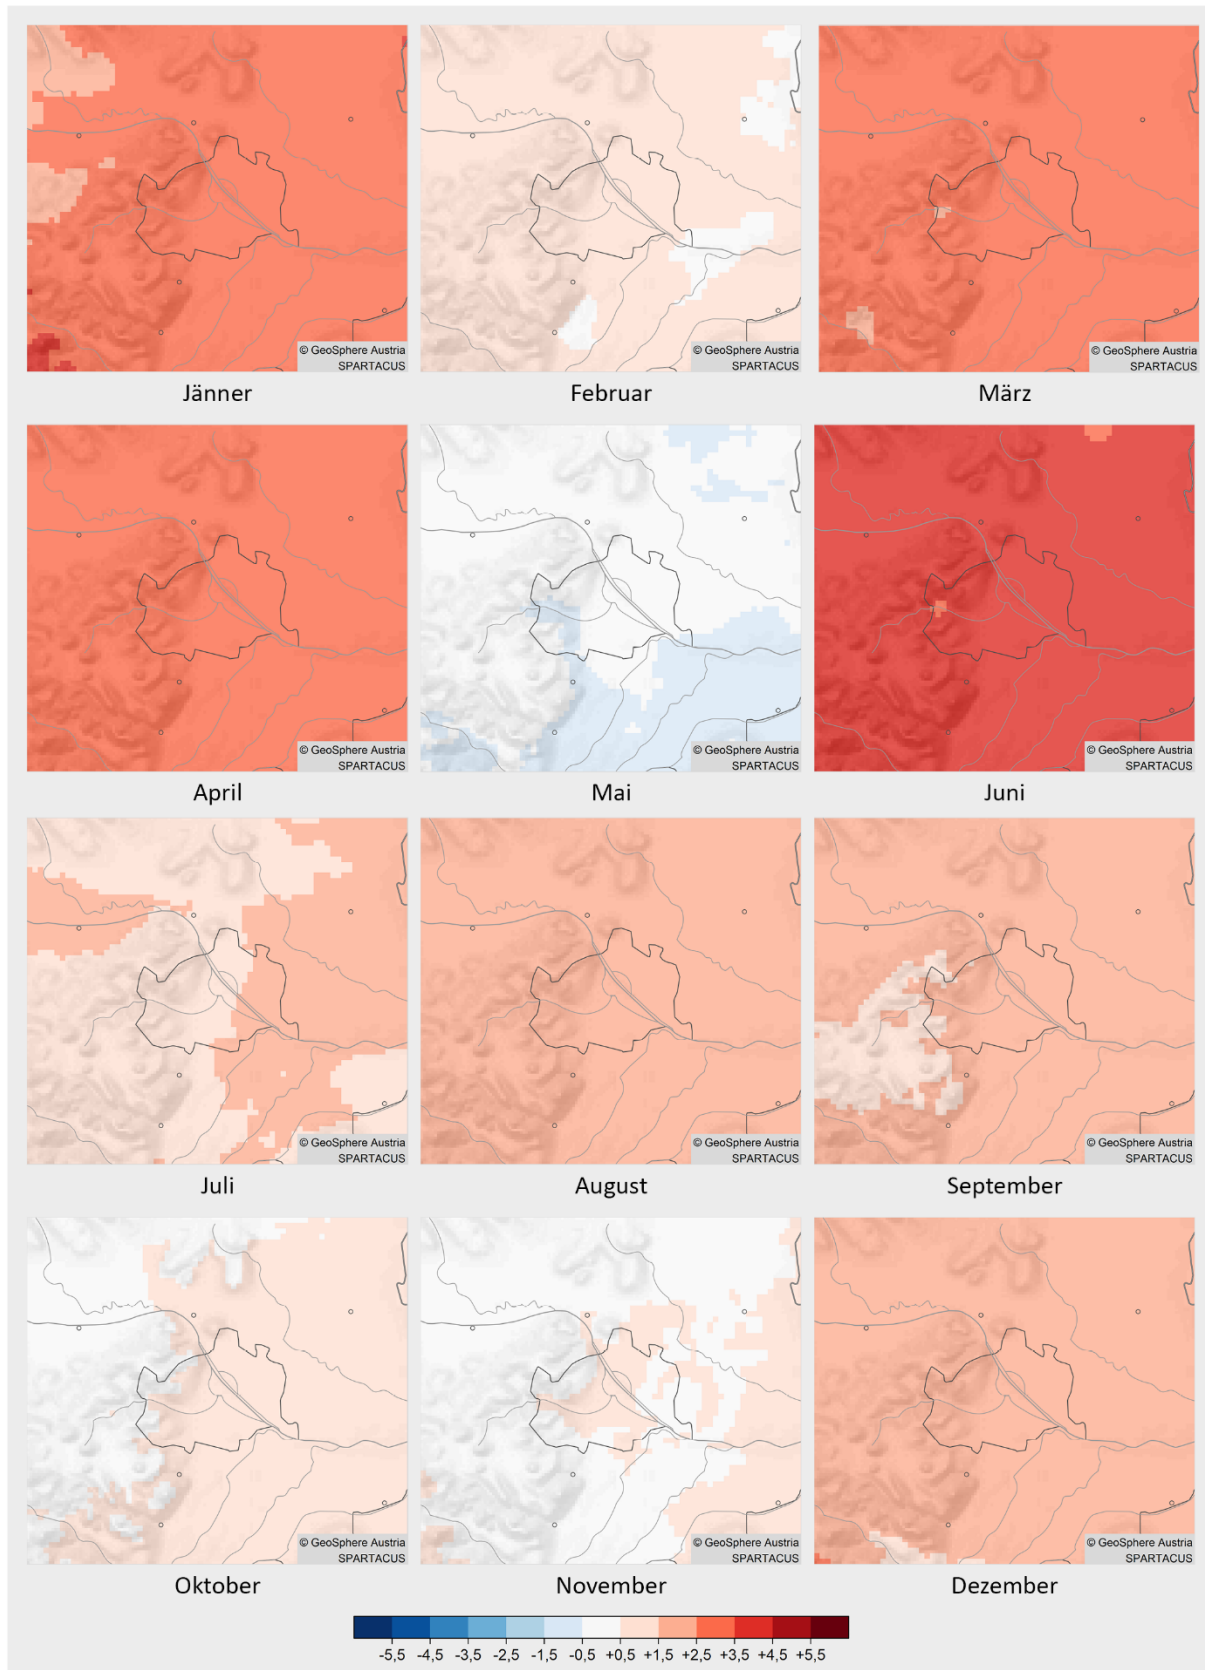 © GeoSphere Austria
SPARTACUS
© GeoSphere Austria
SPARTACUS
© GeoSphere Austria
SPARTACUS
Jänner
Februar
März
© GeoSphere Austria
SPARTACUS
© GeoSphere Austria
SPARTACUS
© GeoSphere Austria
SPARTACUS
April
Mai
Juni
© GeoSphere Austria
SPARTACUS
© GeoSphere Austria
SPARTACUS
© GeoSphere Austria
SPARTACUS
Juli
August
September
© GeoSphere Austria
SPARTACUS
© GeoSphere Austria
SPARTACUS
© GeoSphere Austria
SPARTACUS
Oktober
November
Dezember
-5,5 -4,5 -3,5 -2,5 -1,5 -0,5 +0,5 +1,5 +2,5 +3,5 +4,5 +5,5